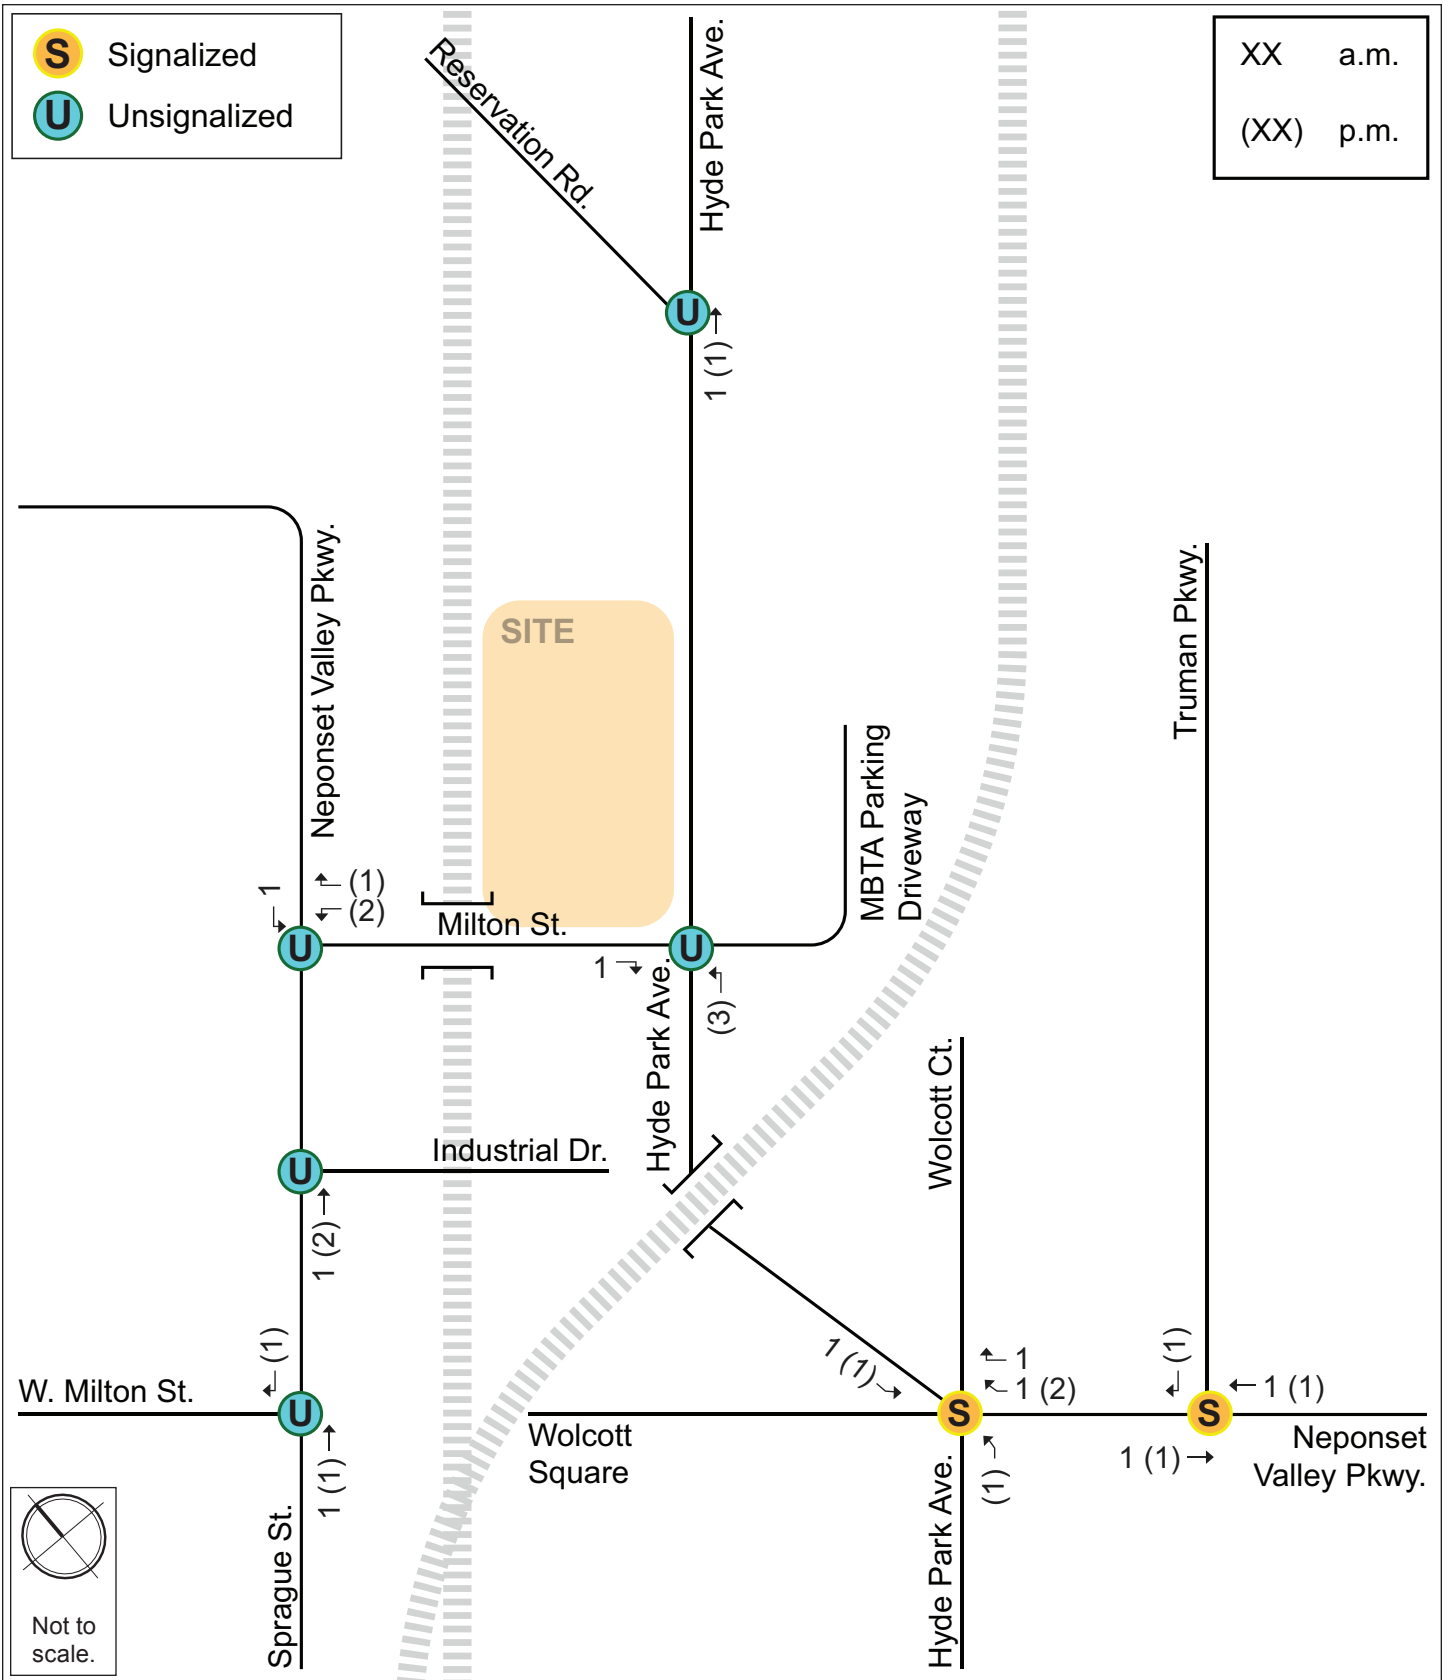 S Signalized
U Unsignalized
XX a.m.
(XX) p.m.
Reservation Rd.
Hyde Park Ave.
U
1 (1)
Neponset Valley Pkwy.
SITE
Truman Pkwy.
MBTA Parking
Driveway
1
(1)
(2)
U
Milton St.
U
1
Hyde Park Ave.
(3)
Wolcott Ct.
U
Industrial Dr.
1 (2)
(1)
W. Milton St.
U
1 (1)
Sprague St.
1 (1)
1
1 (2)
S
Wolcott
Square
(1)
Hyde Park Ave.
(1)
1 (1)
S
1 (1)
Neponset
Valley Pkwy.
Not to
scale.